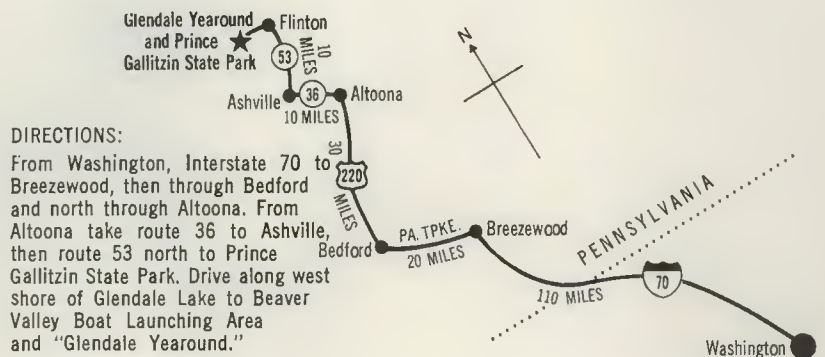 Glendale Yearound
and Prince
Gallitzin State Park
Flinton
10
MILES
53
Ashville
36
Altoona
10 MILES
N
DIRECTIONS:
From Washington, Interstate 70 to
Breezewood, then through Bedford
and north through Altoona. From
Altoona take route 36 to Ashville,
then route 53 north to Prince
Gallitzin State Park. Drive along west
shore of Glendale Lake to Beaver
Valley Boat Launching Area
and "Glendale Yearound."
30
220
MILES
Bedford
PA. TPKE.
20 MILES
Breezewood
PENNSYLVANIA
110 MILES
70
Washington